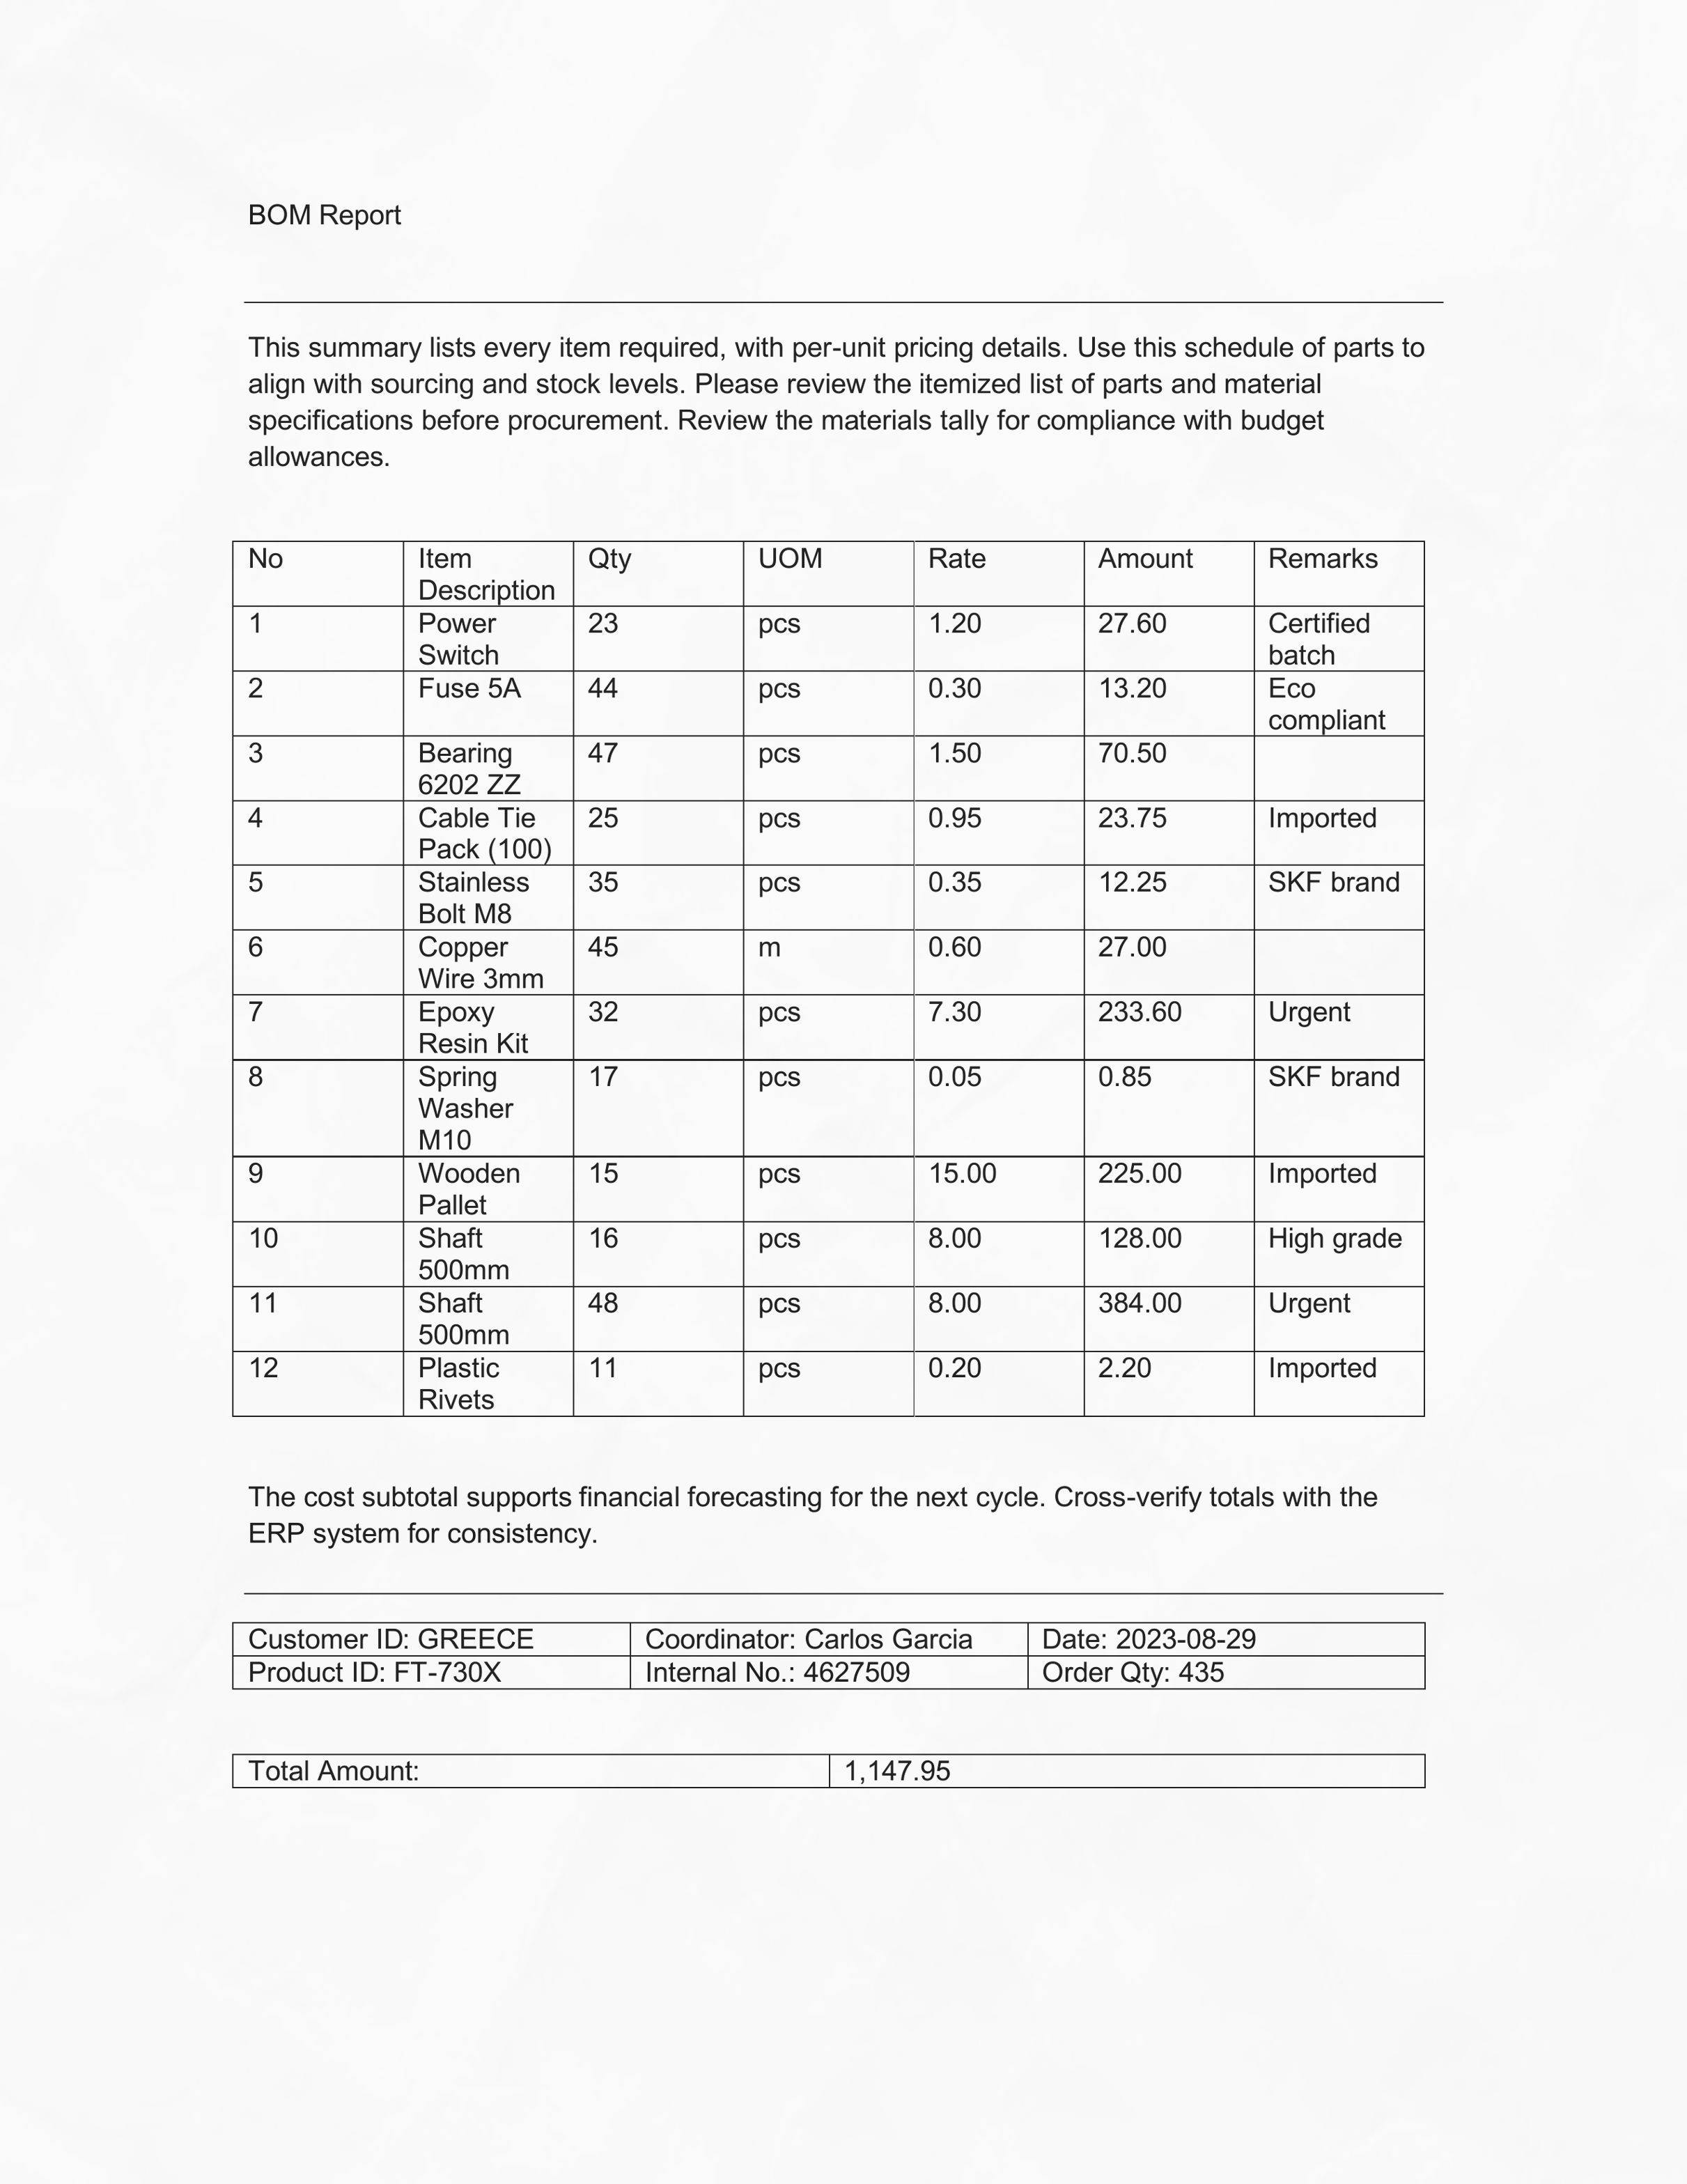 BOM Report
This summary lists every item required, with per-unit pricing details. Use this schedule of parts to
align with sourcing and stock levels. Please review the itemized list of parts and material
specifications before procurement. Review the materials tally for compliance with budget
allowances.
No Item Description Qty UOM Rate Amount Remarks
1 Power Switch 23 pcs 1.20 27.60 Certified batch
2 Fuse 5A 44 pcs 0.30 13.20 Eco compliant
3 Bearing 6202 ZZ 47 pcs 1.50 70.50
4 Cable Tie Pack (100) 25 pcs 0.95 23.75 Imported
5 Stainless Bolt M8 35 pcs 0.35 12.25 SKF brand
6 Copper Wire 3mm 45 m 0.60 27.00
7 Epoxy Resin Kit 32 pcs 7.30 233.60 Urgent
8 Spring Washer M10 17 pcs 0.05 0.85 SKF brand
9 Wooden Pallet 15 pcs 15.00 225.00 Imported
10 Shaft 500mm 16 pcs 8.00 128.00 High grade
11 Shaft 500mm 48 pcs 8.00 384.00 Urgent
12 Plastic Rivets 11 pcs 0.20 2.20 Imported
The cost subtotal supports financial forecasting for the next cycle. Cross-verify totals with the
ERP system for consistency.
Customer ID: GREECE Coordinator: Carlos Garcia Date: 2023-08-29
Product ID: FT-730X Internal No.: 4627509 Order Qty: 435
Total Amount: 1,147.95